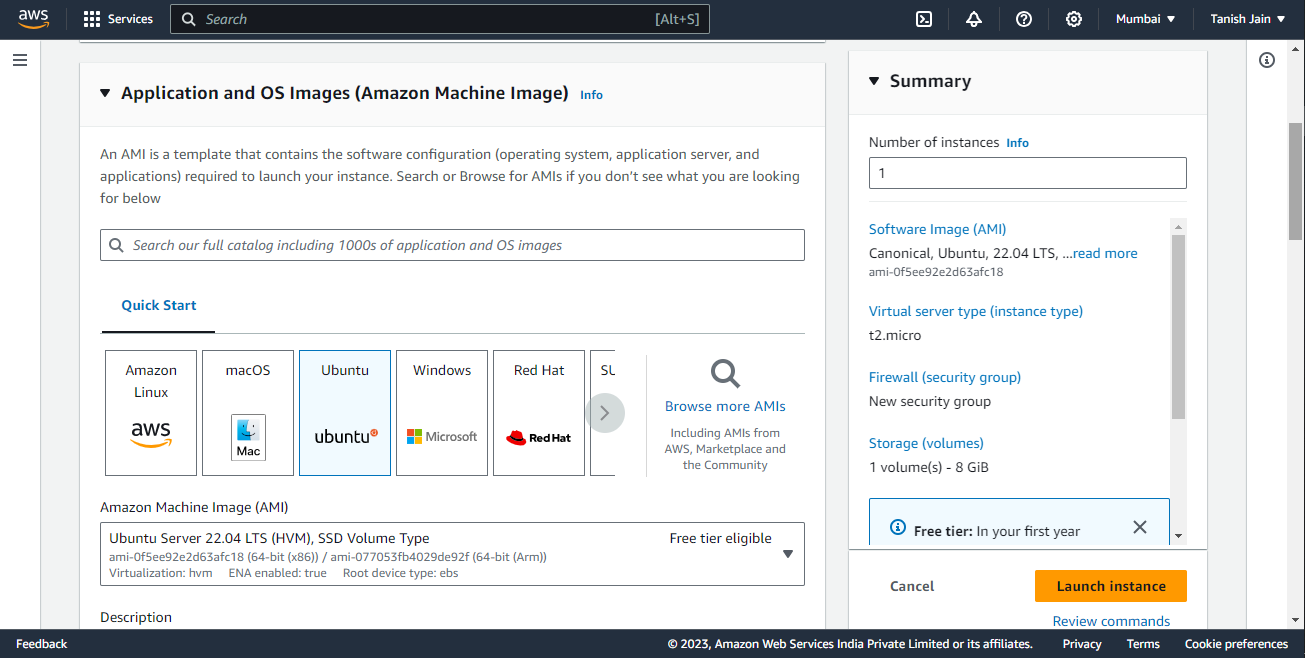 aws
Services
Search
[Alt+S]
Mumbai
Tanish Jain
Application and OS Images (Amazon Machine Image) Info
An AMI is a template that contains the software configuration (operating system, application server, and
applications) required to launch your instance. Search or Browse for AMIs if you don’t see what you are looking
for below
Search our full catalog including 1000s of application and OS images
Quick Start
Amazon
Linux
aws
macOS
Mac
Ubuntu
ubuntu
Windows
Microsoft
Red Hat
Red Hat
SU
Browse more AMIs
Including AMIs from
AWS, Marketplace and
the Community
Amazon Machine Image (AMI)
Ubuntu Server 22.04 LTS (HVM), SSD Volume Type
Free tier eligible
ami-0f5ee92e2d63afc18 (64-bit (x86)) / ami-077053fb4029de92f (64-bit (Arm))
Virtualization: hvm ENA enabled: true Root device type: ebs
Description
Summary
Number of instances Info
1
Software Image (AMI)
Canonical, Ubuntu, 22.04 LTS, ...read more
ami-0f5ee92e2d63afc18
Virtual server type (instance type)
t2.micro
Firewall (security group)
New security group
Storage (volumes)
1 volume(s) - 8 GiB
Free tier: In your first year
Cancel
Launch instance
Review commands
Feedback
© 2023, Amazon Web Services India Private Limited or its affiliates.
Privacy
Terms
Cookie preferences